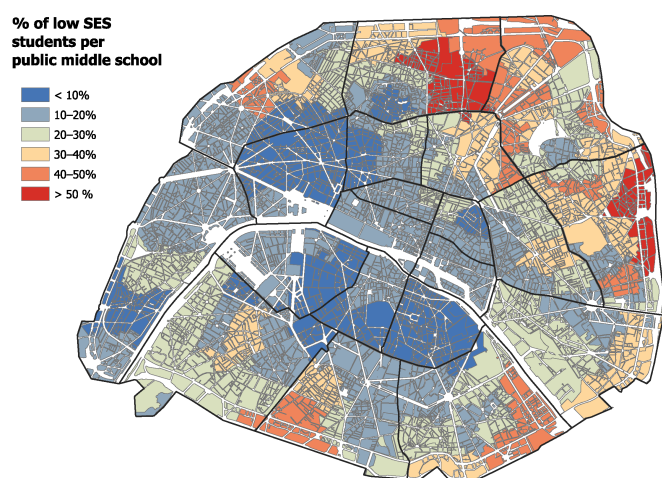 % of low SES
students per
public middle school
< 10%
10–20%
20–30%
30–40%
40–50%
> 50 %